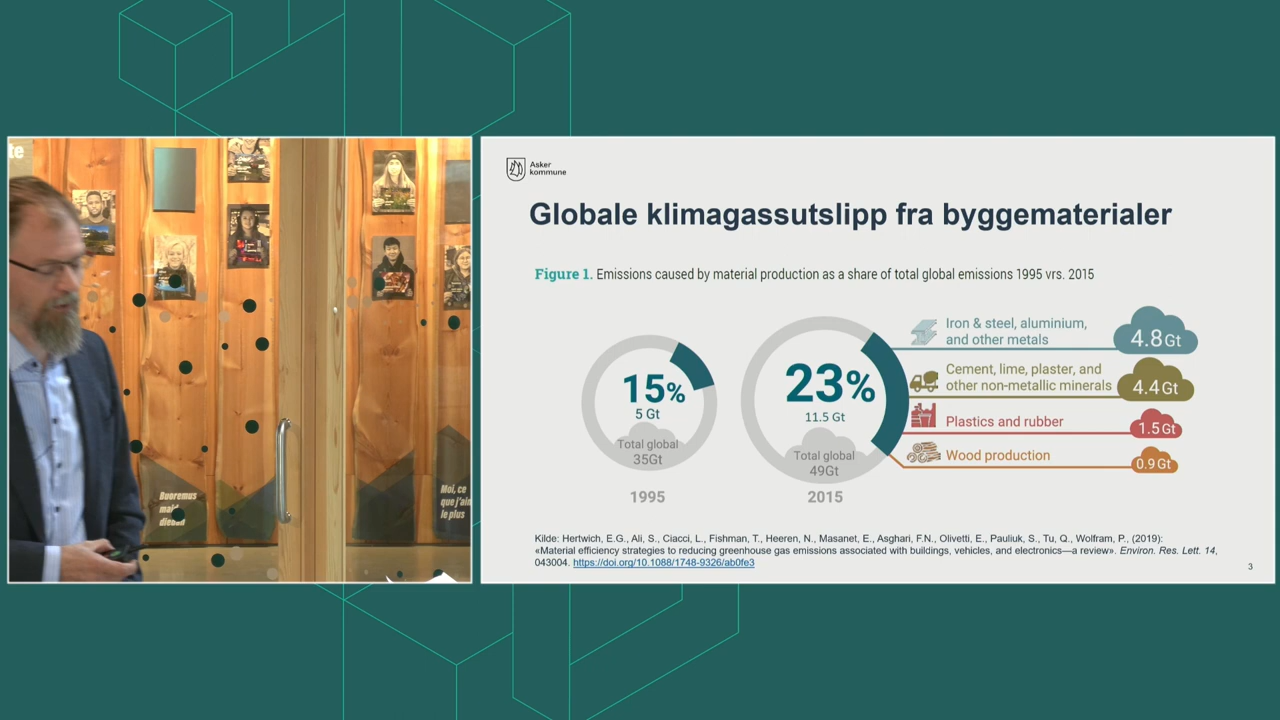 te
Buoremus
mai
dieđán
Moi, ce
que j'aim
le plus
Asker
kommune
Globale klimagassutslipp fra byggematerialer
Figure 1. Emissions caused by material production as a share of total global emissions 1995 vrs. 2015
15%
5 Gt
Total global
35Gt
1995
23%
11.5 Gt
Total global
49Gt
2015
Iron & steel, aluminium,
and other metals
4.8Gt
Cement, lime, plaster, and
other non-metallic minerals
4.4Gt
Plastics and rubber
1.5Gt
Wood production
0.9Gt
Kilde: Hertwich, E.G., Ali, S., Ciacci, L., Fishman, T., Heeren, N., Masanet, E., Asghari, F.N., Olivetti, E., Pauliuk, S., Tu, Q., Wolfram, P., (2019):
«Material efficiency strategies to reducing greenhouse gas emissions associated with buildings, vehicles, and electronics—a review». Environ. Res. Lett. 14,
043004. https://doi.org/10.1088/1748-9326/ab0fe3
3